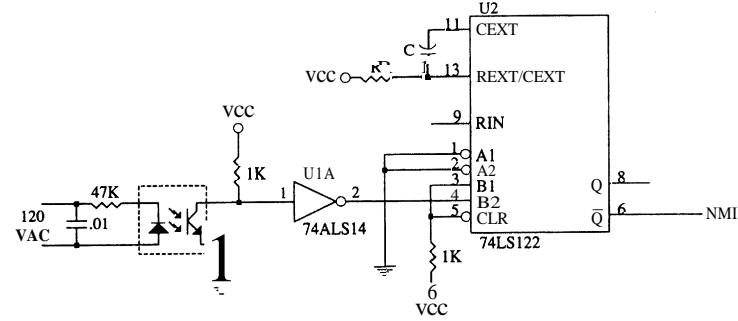 U2
11 CEXT
C
VCC R 13 REXT/CEXT
9 RIN
VCC
1K
1 A1
2 A2
3 B1
4 B2
5 CLR
U1A
1 2
74ALS14
47K
120
VAC
.01
1
Q 8
Q̅ 6 NMI
74LS122
1K
VCC